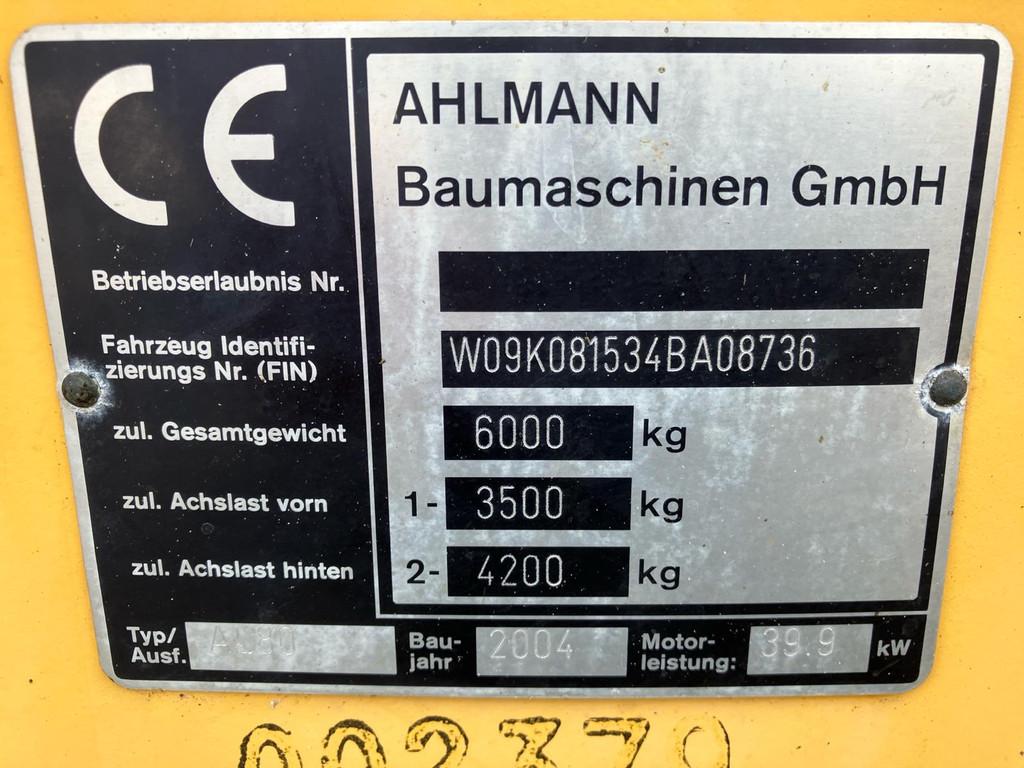 CE
AHLMANN
Baumaschinen GmbH
Betriebserlaubnis Nr.
Fahrzeug Identifi-
zierungs Nr. (FIN)
W09K081534BA08736
zul. Gesamtgewicht 6000 kg
zul. Achslast vorn 1- 3500 kg
zul. Achslast hinten 2- 4200 kg
Typ/
Ausf.
Bau-
jahr 2004
Motor-
leistung: 39.9 kW